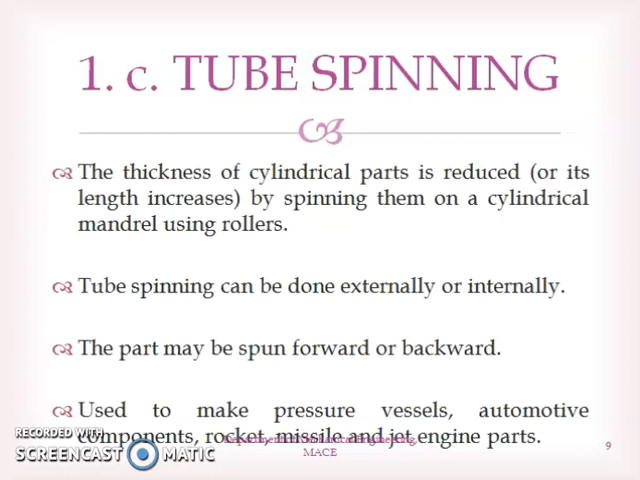 1. c. TUBE SPINNING
The thickness of cylindrical parts is reduced (or its
length increases) by spinning them on a cylindrical
mandrel using rollers.
Tube spinning can be done externally or internally.
The part may be spun forward or backward.
Used to make pressure vessels, automotive
components, rocket, missile and jet engine parts.
Engineering,
MACE
9
RECORDED WITH
SCREENCAST MATIC